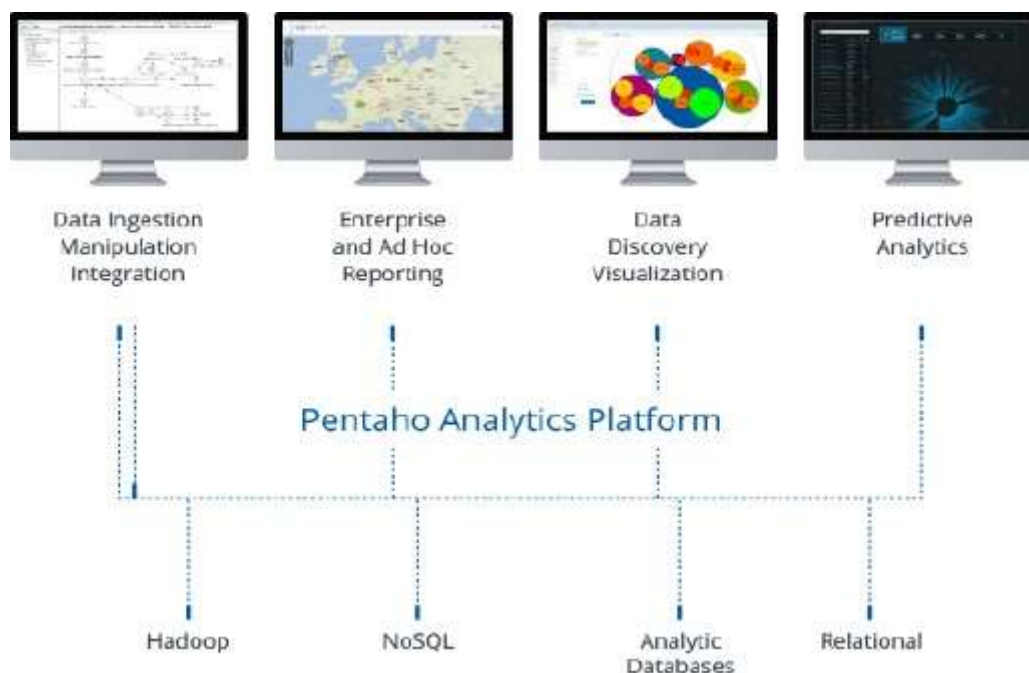 Data Ingestion
Manipulation
Integration
Enterprise
and Ad Hoc
Reporting
Data
Discovery
Visualization
Predictive
Analytics
Pentaho Analytics Platform
Hadoop
NoSQL
Analytic
Databases
Relational